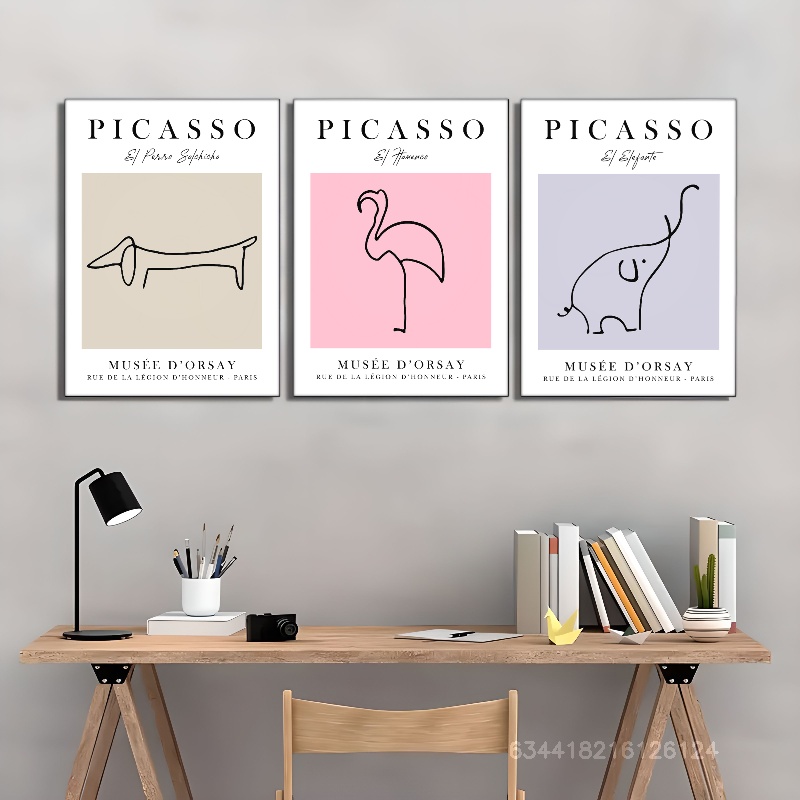 PICASSO
El Perro Salchicha
MUSÉE D'ORSAY
RUE DE LA LÉGION D'HONNEUR - PARIS
PICASSO
El Flamenco
MUSÉE D'ORSAY
RUE DE LA LÉGION D'HONNEUR - PARIS
PICASSO
El Elefante
MUSÉE D'ORSAY
RUE DE LA LÉGION D'HONNEUR - PARIS
634418216126124